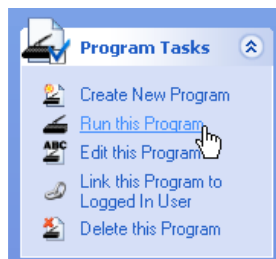 Program Tasks
Create New Program
Run this Program
ABC
Edit this Program
Link this Program to
Logged In User
Delete this Program